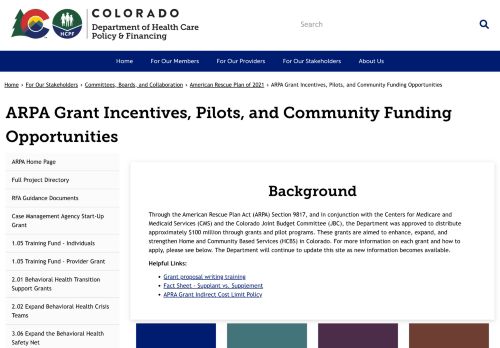 COLORADO
Department of Health Care
Policy & Financing
HCPF
Search
Home
For Our Members
For Our Providers
For Our Stakeholders
About Us
Home › For Our Stakeholders › Committees, Boards, and Collaboration › American Rescue Plan of 2021 › ARPA Grant Incentives, Pilots, and Community Funding Opportunities
ARPA Grant Incentives, Pilots, and Community Funding
Opportunities
ARPA Home Page
Full Project Directory
RFA Guidance Documents
Case Management Agency Start-Up
Grant
1.05 Training Fund - Individuals
1.05 Training Fund - Provider Grant
2.01 Behavioral Health Transition
Support Grants
2.02 Expand Behavioral Health Crisis
Teams
3.06 Expand the Behavioral Health
Safety Net
Background
Through the American Rescue Plan Act (ARPA) Section 9817, and in conjunction with the Centers for Medicare and
Medicaid Services (CMS) and the Colorado Joint Budget Committee (JBC), the Department was approved to distribute
approximately $100 million through grants and pilot programs. These grants are aimed to enhance, expand, and
strengthen Home and Community Based Services (HCBS) in Colorado. For more information on each grant and how to
apply, please see below. The Department will continue to update this site as new information becomes available.
Helpful Links:
Grant proposal writing training
Fact Sheet - Supplant vs. Supplement
APRA Grant Indirect Cost Limit Policy